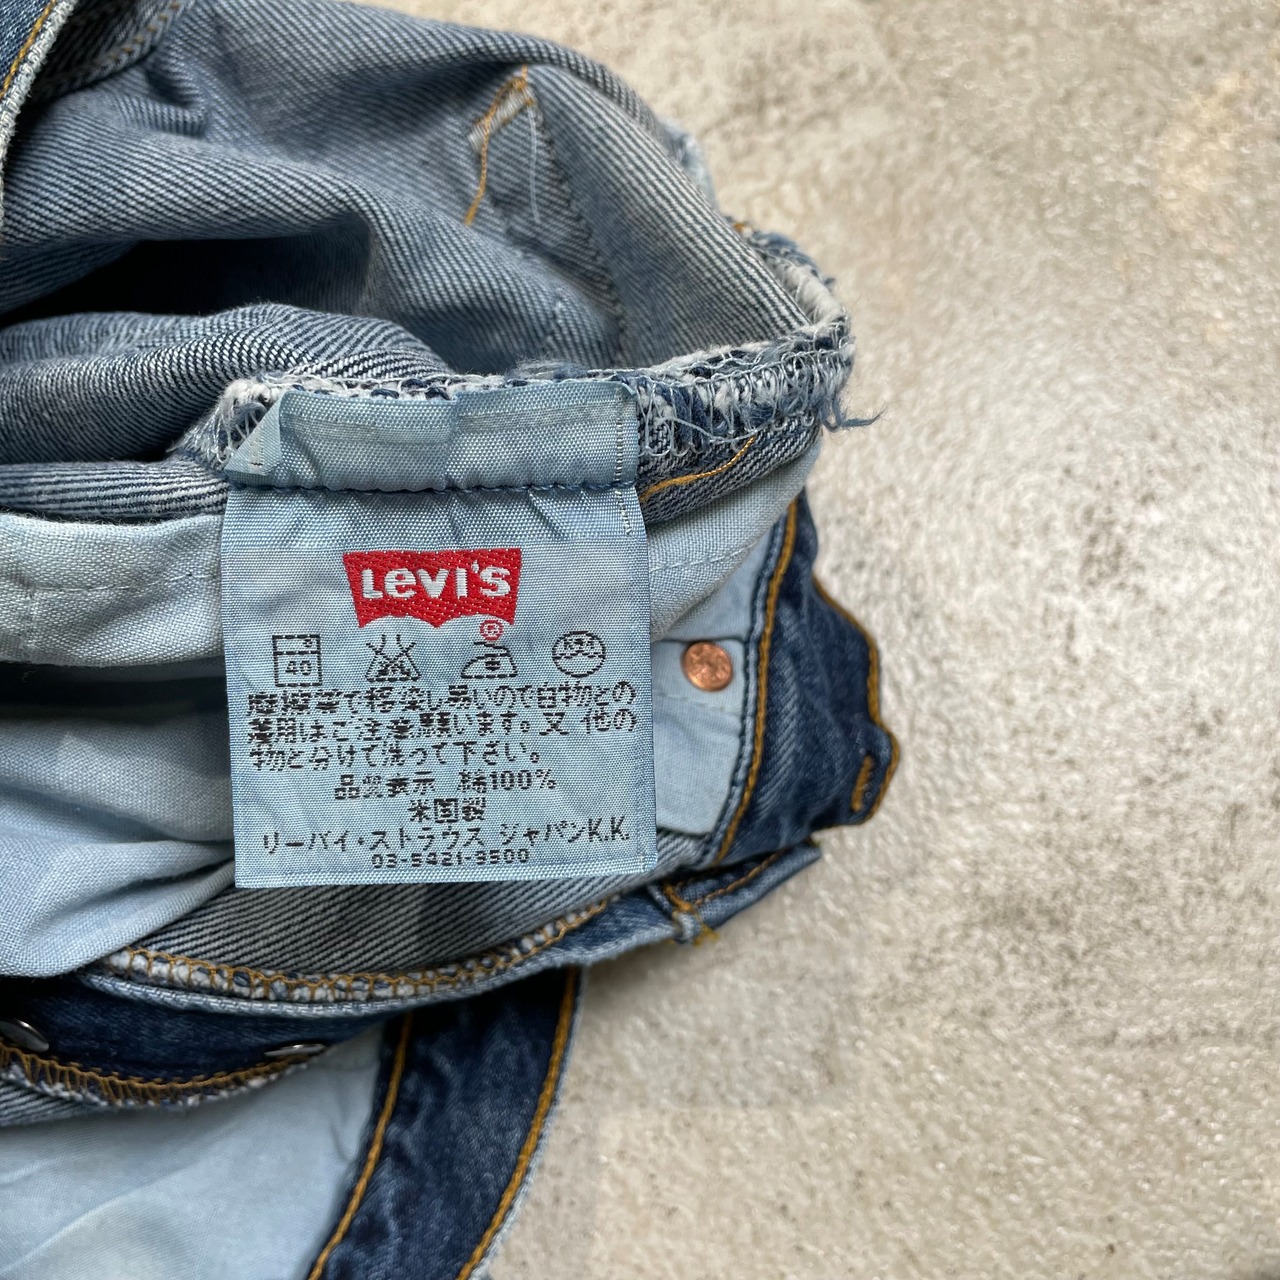 Levi's
®
40
摩擦等で移染し易いので白物との
着用はご注意願います。又 他の
物と分けて洗って下さい。
品質表示 綿100%
米国製
リーバイ・ストラウス ジャパンK.K.
03-5421-9500